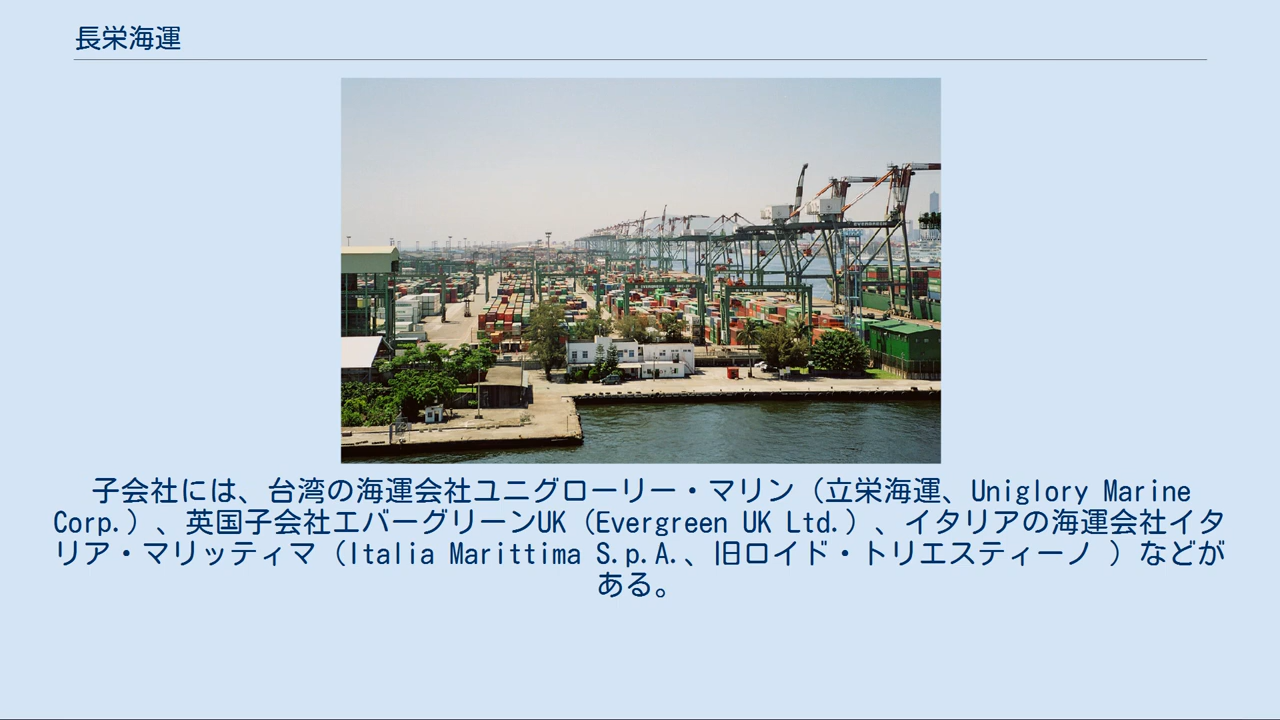 長栄海運
EVERGREEN
子会社には、台湾の海運会社ユニグローリー・マリン（立栄海運、Uniglory Marine
Corp.）、英国子会社エバーグリーンUK（Evergreen UK Ltd.）、イタリアの海運会社イタ
リア・マリッティマ（Italia Marittima S.p.A.、旧ロイド・トリエスティーノ ）などが
ある。